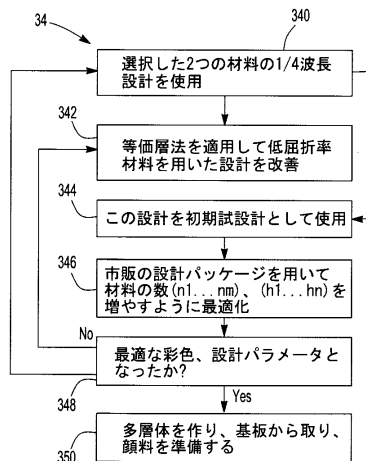 34
340
選択した2つの材料の1/4波長
設計を使用
342
等価層法を適用して低屈折率
材料を用いた設計を改善
344
この設計を初期試設計として使用
346
市販の設計パッケージを用いて
材料の数(n1...nm)、(h1...hn)を
増やすように最適化
No
最適な彩色、設計パラメータと
なったか?
348
Yes
多層体を作り、基板から取り、
顔料を準備する
350